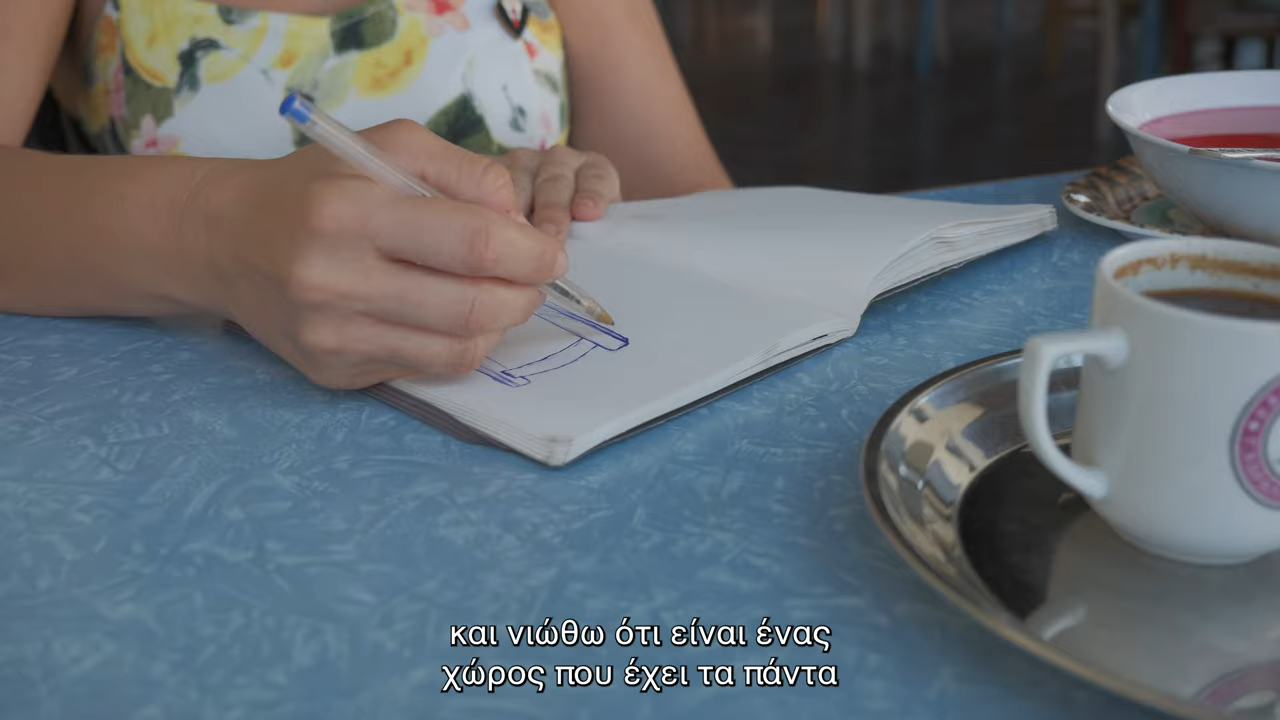 και νιώθω ότι είναι ένας
χώρος που έχει τα πάντα